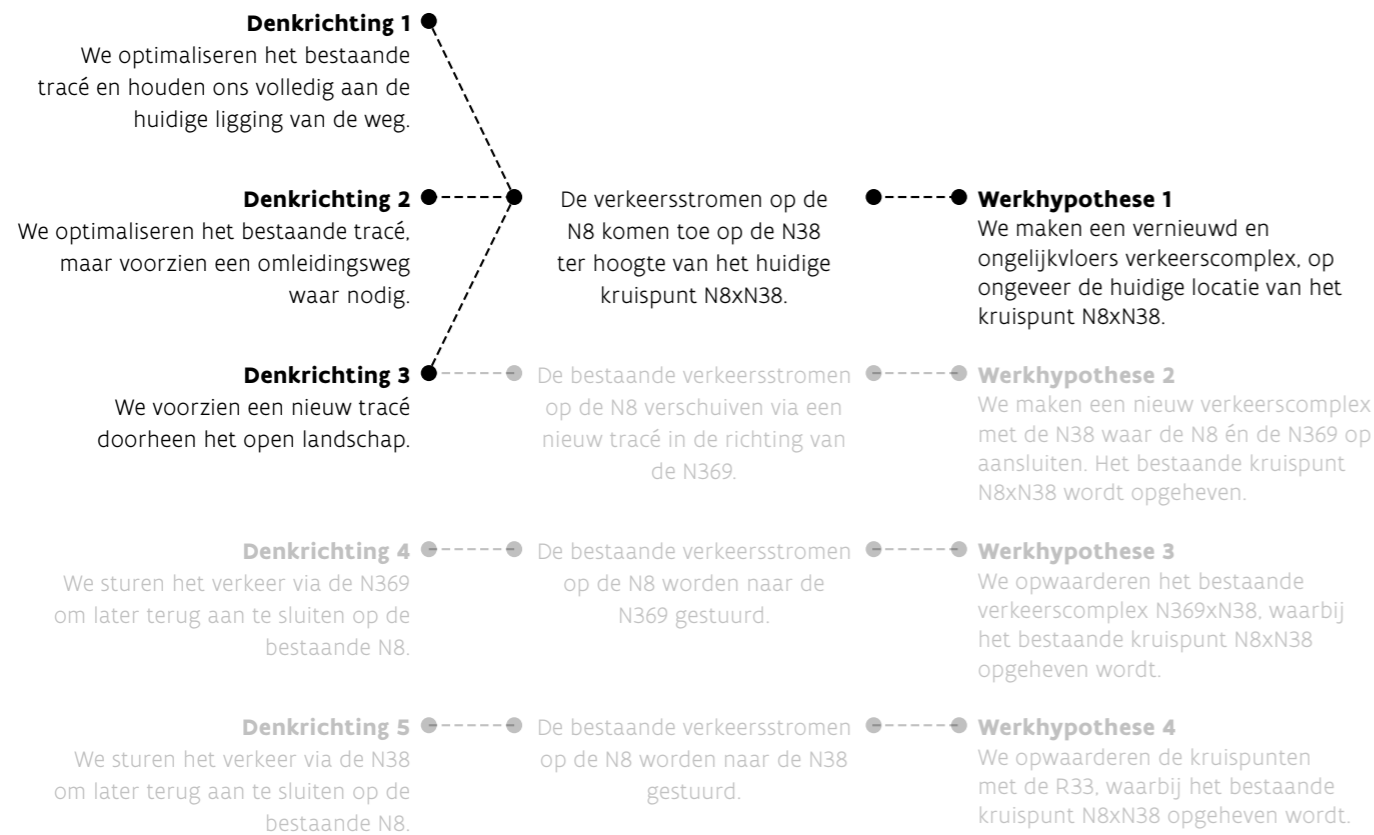 Denkrichting 1
We optimaliseren het bestaande
tracé en houden ons volledig aan de
huidige ligging van de weg.
Denkrichting 2
We optimaliseren het bestaande tracé,
maar voorzien een omleidingsweg
waar nodig.
De verkeersstromen op de
N8 komen toe op de N38
ter hoogte van het huidige
kruispunt N8xN38.
Werkhypothese 1
We maken een vernieuwd en
ongelijkvloers verkeerscomplex, op
ongeveer de huidige locatie van het
kruispunt N8xN38.
Denkrichting 3
We voorzien een nieuw tracé
doorheen het open landschap.
De bestaande verkeersstromen
op de N8 verschuiven via een
nieuw tracé in de richting van
de N369.
Werkhypothese 2
We maken een nieuw verkeerscomplex
met de N38 waar de N8 én de N369 op
aansluiten. Het bestaande kruispunt
N8xN38 wordt opgeheven.
Denkrichting 4
We sturen het verkeer via de N369
om later terug aan te sluiten op de
bestaande N8.
De bestaande verkeersstromen
op de N8 worden naar de
N369 gestuurd.
Werkhypothese 3
We opwaarderen het bestaande
verkeerscomplex N369xN38, waarbij
het bestaande kruispunt N8xN38
opgeheven wordt.
Denkrichting 5
We sturen het verkeer via de N38
om later terug aan te sluiten op de
bestaande N8.
De bestaande verkeersstromen
op de N8 worden naar de N38
gestuurd.
Werkhypothese 4
We opwaarderen de kruispunten
met de R33, waarbij het bestaande
kruispunt N8xN38 opgeheven wordt.